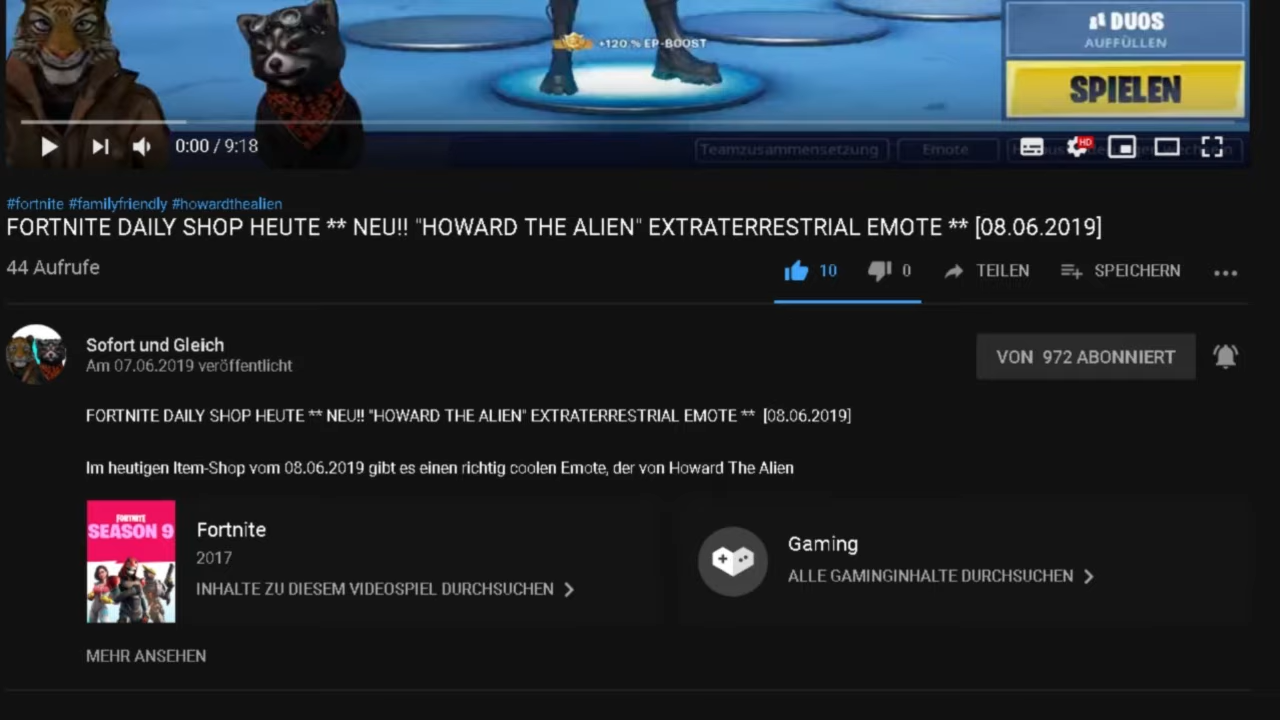 DUOS
AUFFÜLLEN
+120 % EP-BOOST
SPIELEN
0:00 / 9:18
HD
Teamzusammensetzung
Emote
#fortnite #familyfriendly #howardthealien
FORTNITE DAILY SHOP HEUTE ** NEU!! "HOWARD THE ALIEN" EXTRATERRESTRIAL EMOTE ** [08.06.2019]
44 Aufrufe
10
0
TEILEN
SPEICHERN
Sofort und Gleich
Am 07.06.2019 veröffentlicht
VON 972 ABONNIERT
FORTNITE DAILY SHOP HEUTE ** NEU!! "HOWARD THE ALIEN" EXTRATERRESTRIAL EMOTE ** [08.06.2019]
Im heutigen Item-Shop vom 08.06.2019 gibt es einen richtig coolen Emote, der von Howard The Alien
FORTNITE
SEASON 9
Fortnite
2017
INHALTE ZU DIESEM VIDEOSPIEL DURCHSUCHEN
Gaming
ALLE GAMINGINHALTE DURCHSUCHEN
MEHR ANSEHEN